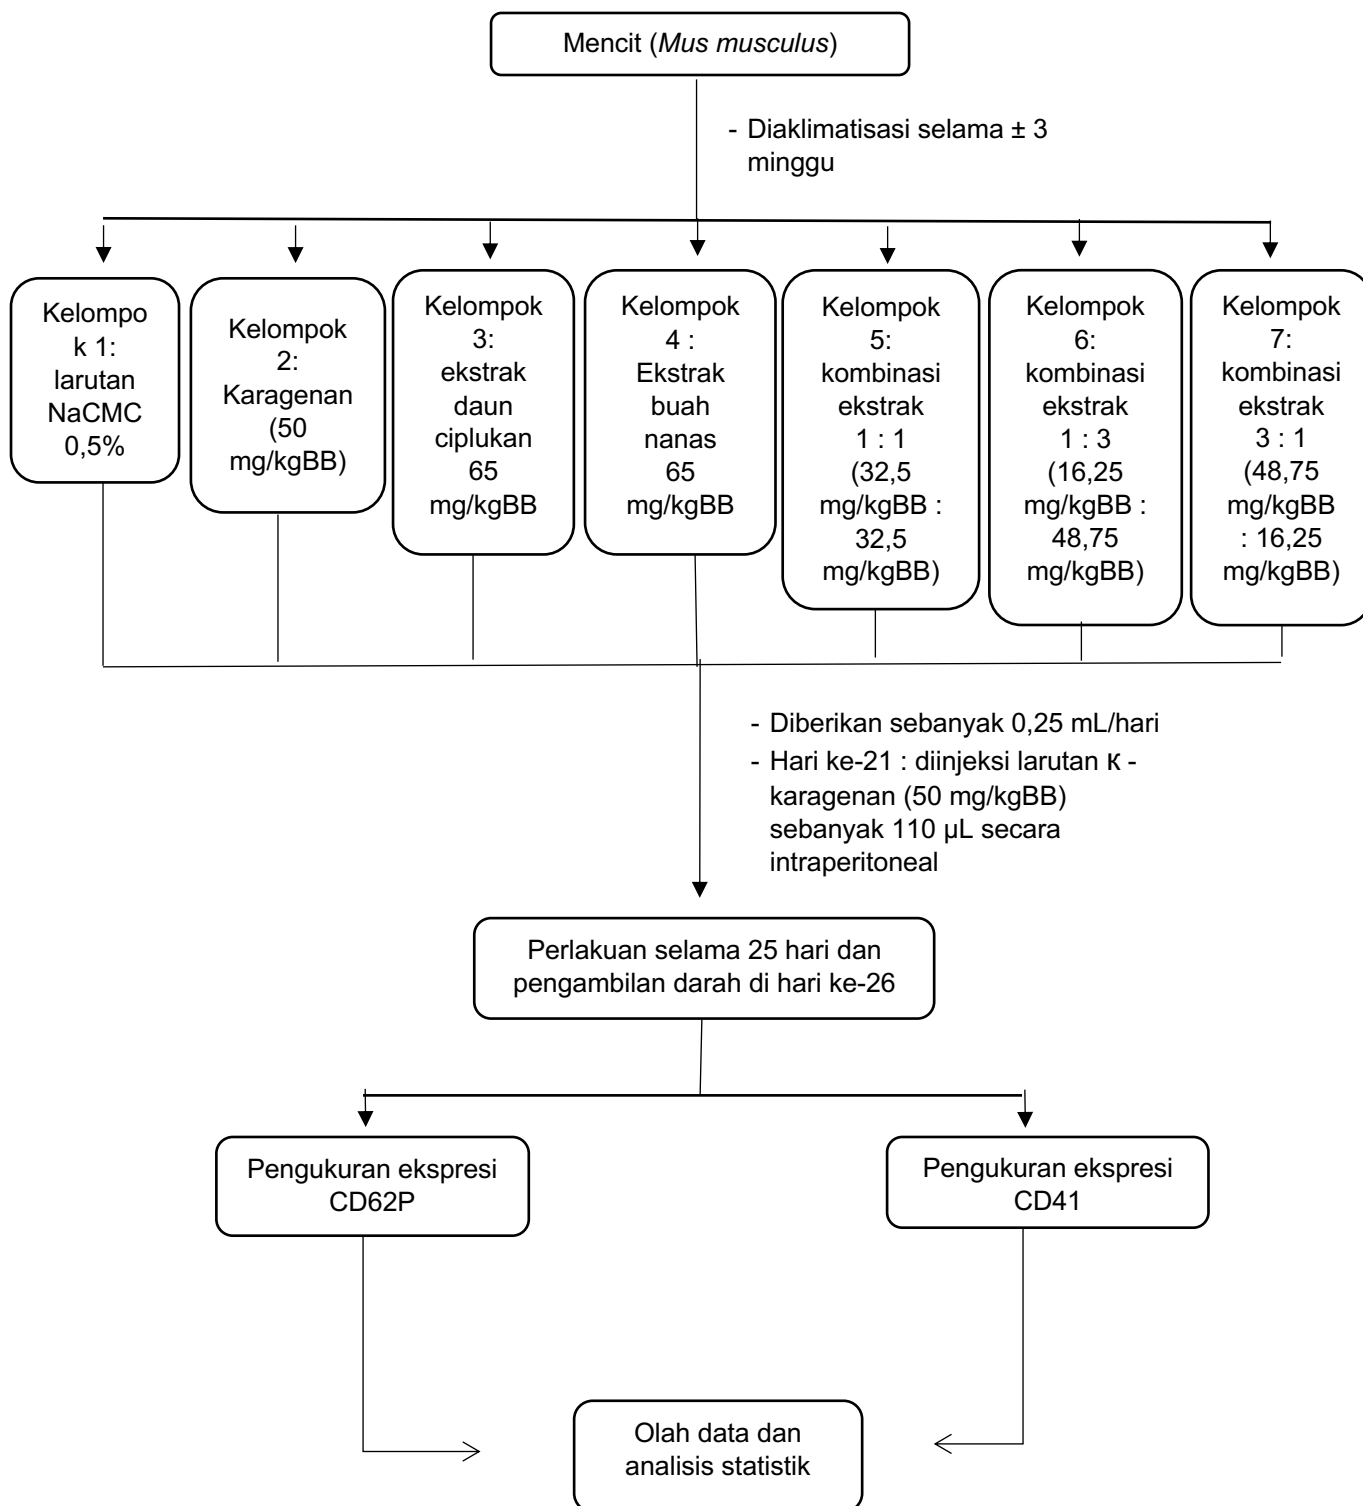 Mencit (Mus musculus)
- Diaklimatisasi selama ± 3
minggu
Kelompo
k 1:
larutan
NaCMC
0,5%
Kelompok
2:
Karagenan
(50
mg/kgBB)
Kelompok
3:
ekstrak
daun
ciplukan
65
mg/kgBB
Kelompok
4 :
Ekstrak
buah
nanas
65
mg/kgBB
Kelompok
5:
kombinasi
ekstrak
1 : 1
(32,5
mg/kgBB :
32,5
mg/kgBB)
Kelompok
6:
kombinasi
ekstrak
1 : 3
(16,25
mg/kgBB :
48,75
mg/kgBB)
Kelompok
7:
kombinasi
ekstrak
3 : 1
(48,75
mg/kgBB
: 16,25
mg/kgBB)
- Diberikan sebanyak 0,25 mL/hari
- Hari ke-21 : diinjeksi larutan κ -
karagenan (50 mg/kgBB)
sebanyak 110 µL secara
intraperitoneal
Perlakuan selama 25 hari dan
pengambilan darah di hari ke-26
Pengukuran ekspresi
CD62P
Pengukuran ekspresi
CD41
Olah data dan
analisis statistik